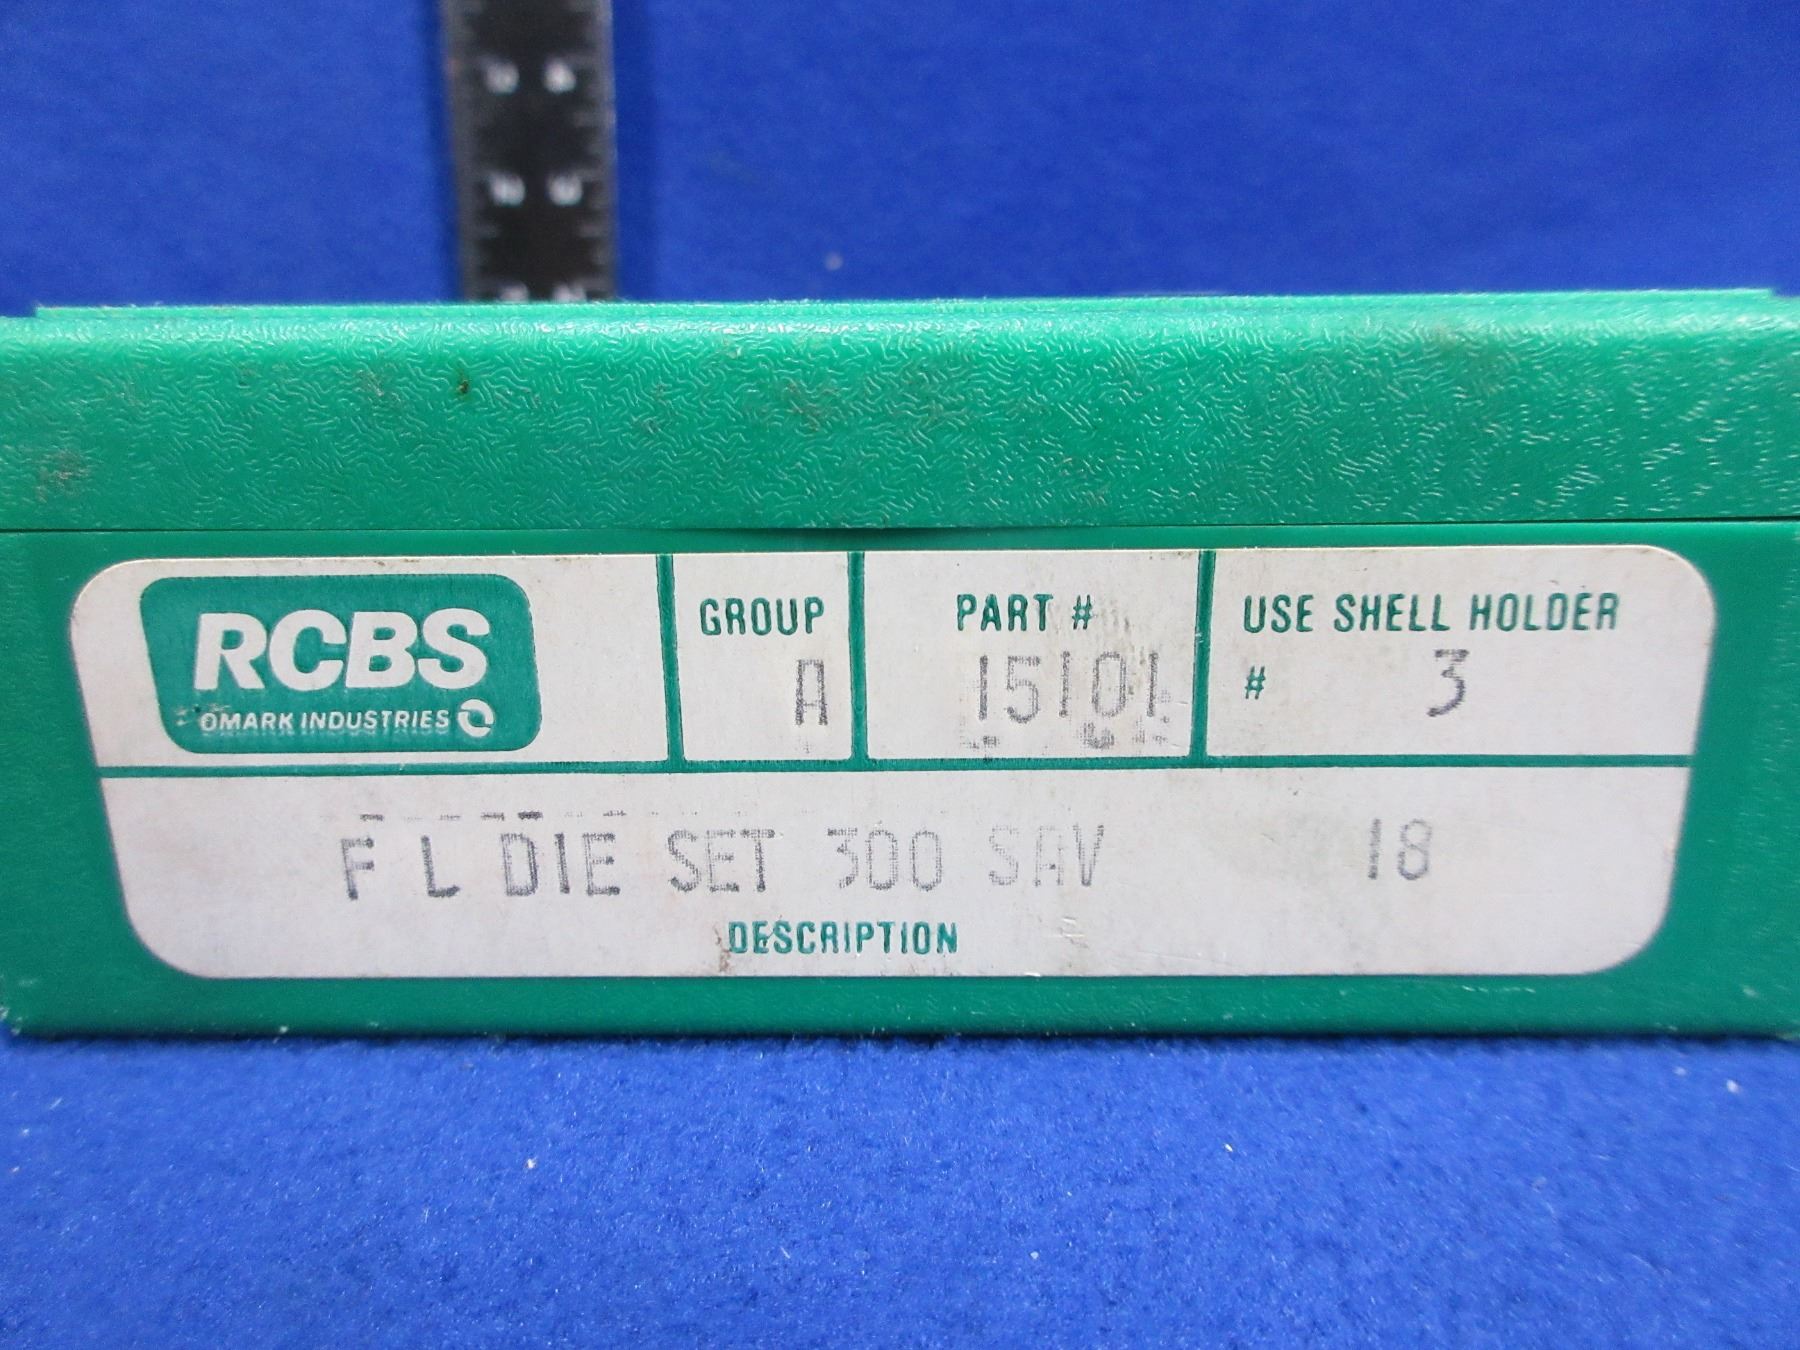 RCBS
OMARK INDUSTRIES
GROUP
A
PART #
15101
USE SHELL HOLDER
# 3
F L DIE SET 300 SAV 18
DESCRIPTION